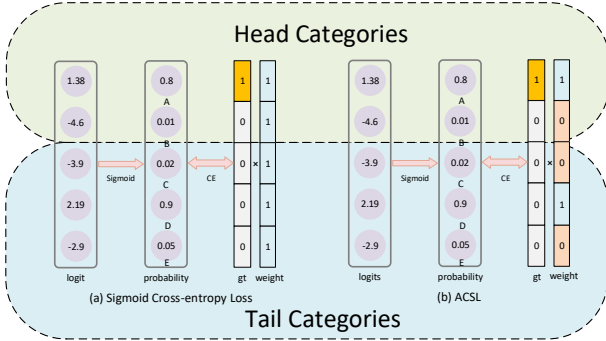 Head Categories
1.38 0.8 1 1 1.38 0.8 1 1
A A
-4.6 0.01 0 1 -4.6 0.01 0 0
B B
-3.9 Sigmoid 0.02 CE 0 × 1 -3.9 Sigmoid 0.02 CE 0 × 0
C C
2.19 0.9 0 1 2.19 0.9 0 1
D D
-2.9 0.05 0 1 -2.9 0.05 0 0
E E
logit probability gt weight logits probability gt weight
(a) Sigmoid Cross-entropy Loss (b) ACSL
Tail Categories